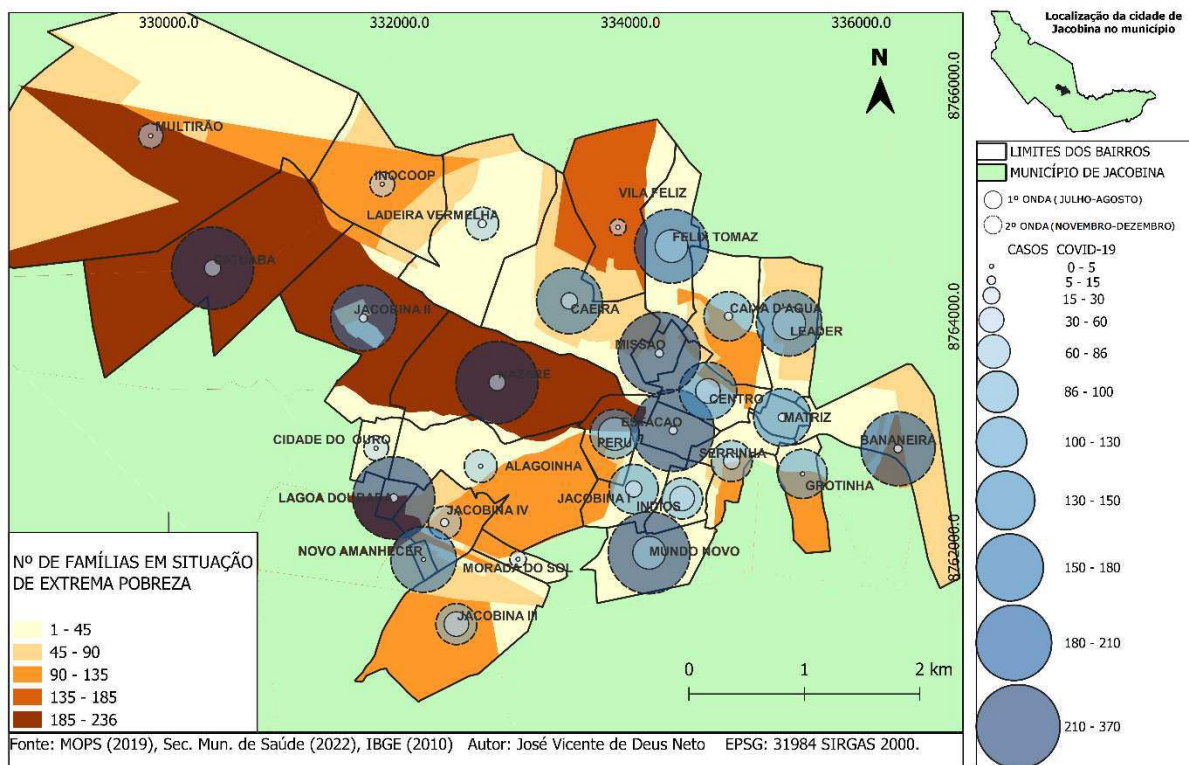 330000.0 332000.0 334000.0 336000.0
Localização da cidade de
Jacobina no município
N
8766000.0
MULTIRÃO
INOCOOP
LADEIRA VERMELHA
VILA FELIZ
FELIX TOMAZ
CATUABA
JACOBINA II
CAEIRA
CAIXA D'AGUA
LEADER
8764000.0
MISSAO
NAZARE
CENTRO
MATRIZ
ESTACAO
PERU
BANANEIRA
CIDADE DO OURO
SERRINHA
ALAGOINHA
GROTINHA
LAGOA DOURADA
JACOBINA I
INDIOS
JACOBINA IV
NOVO AMANHECER
MUNDO NOVO
MORADA DO SOL
8762000.0
JACOBINA III
LIMITES DOS BAIRROS
MUNICÍPIO DE JACOBINA
1º ONDA (JULHO-AGOSTO)
2º ONDA (NOVEMBRO-DEZEMBRO)
CASOS COVID-19
0 - 5
5 - 15
15 - 30
30 - 60
60 - 86
86 - 100
100 - 130
130 - 150
150 - 180
180 - 210
210 - 370
Nº DE FAMÍLIAS EM SITUAÇÃO
DE EXTREMA POBREZA
1 - 45
45 - 90
90 - 135
135 - 185
185 - 236
0 1 2 km
Fonte: MOPS (2019), Sec. Mun. de Saúde (2022), IBGE (2010) Autor: José Vicente de Deus Neto EPSG: 31984 SIRGAS 2000.